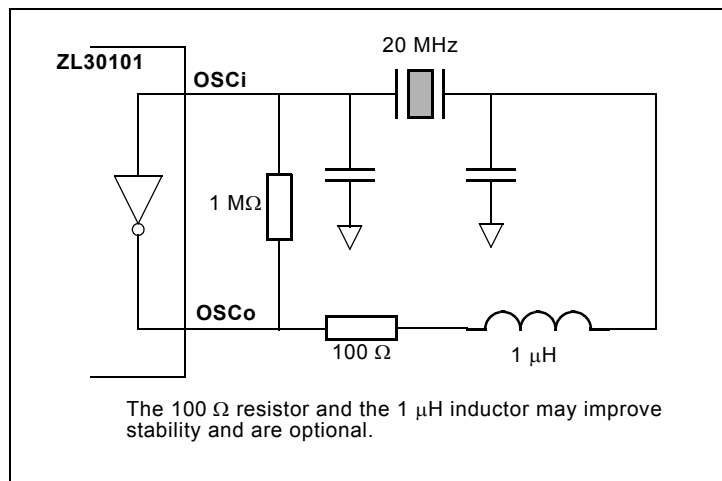 20 MHz
ZL30101
OSCi
1 MΩ
OSCo
100 Ω
1 μH
The 100 Ω resistor and the 1 μH inductor may improve
stability and are optional.